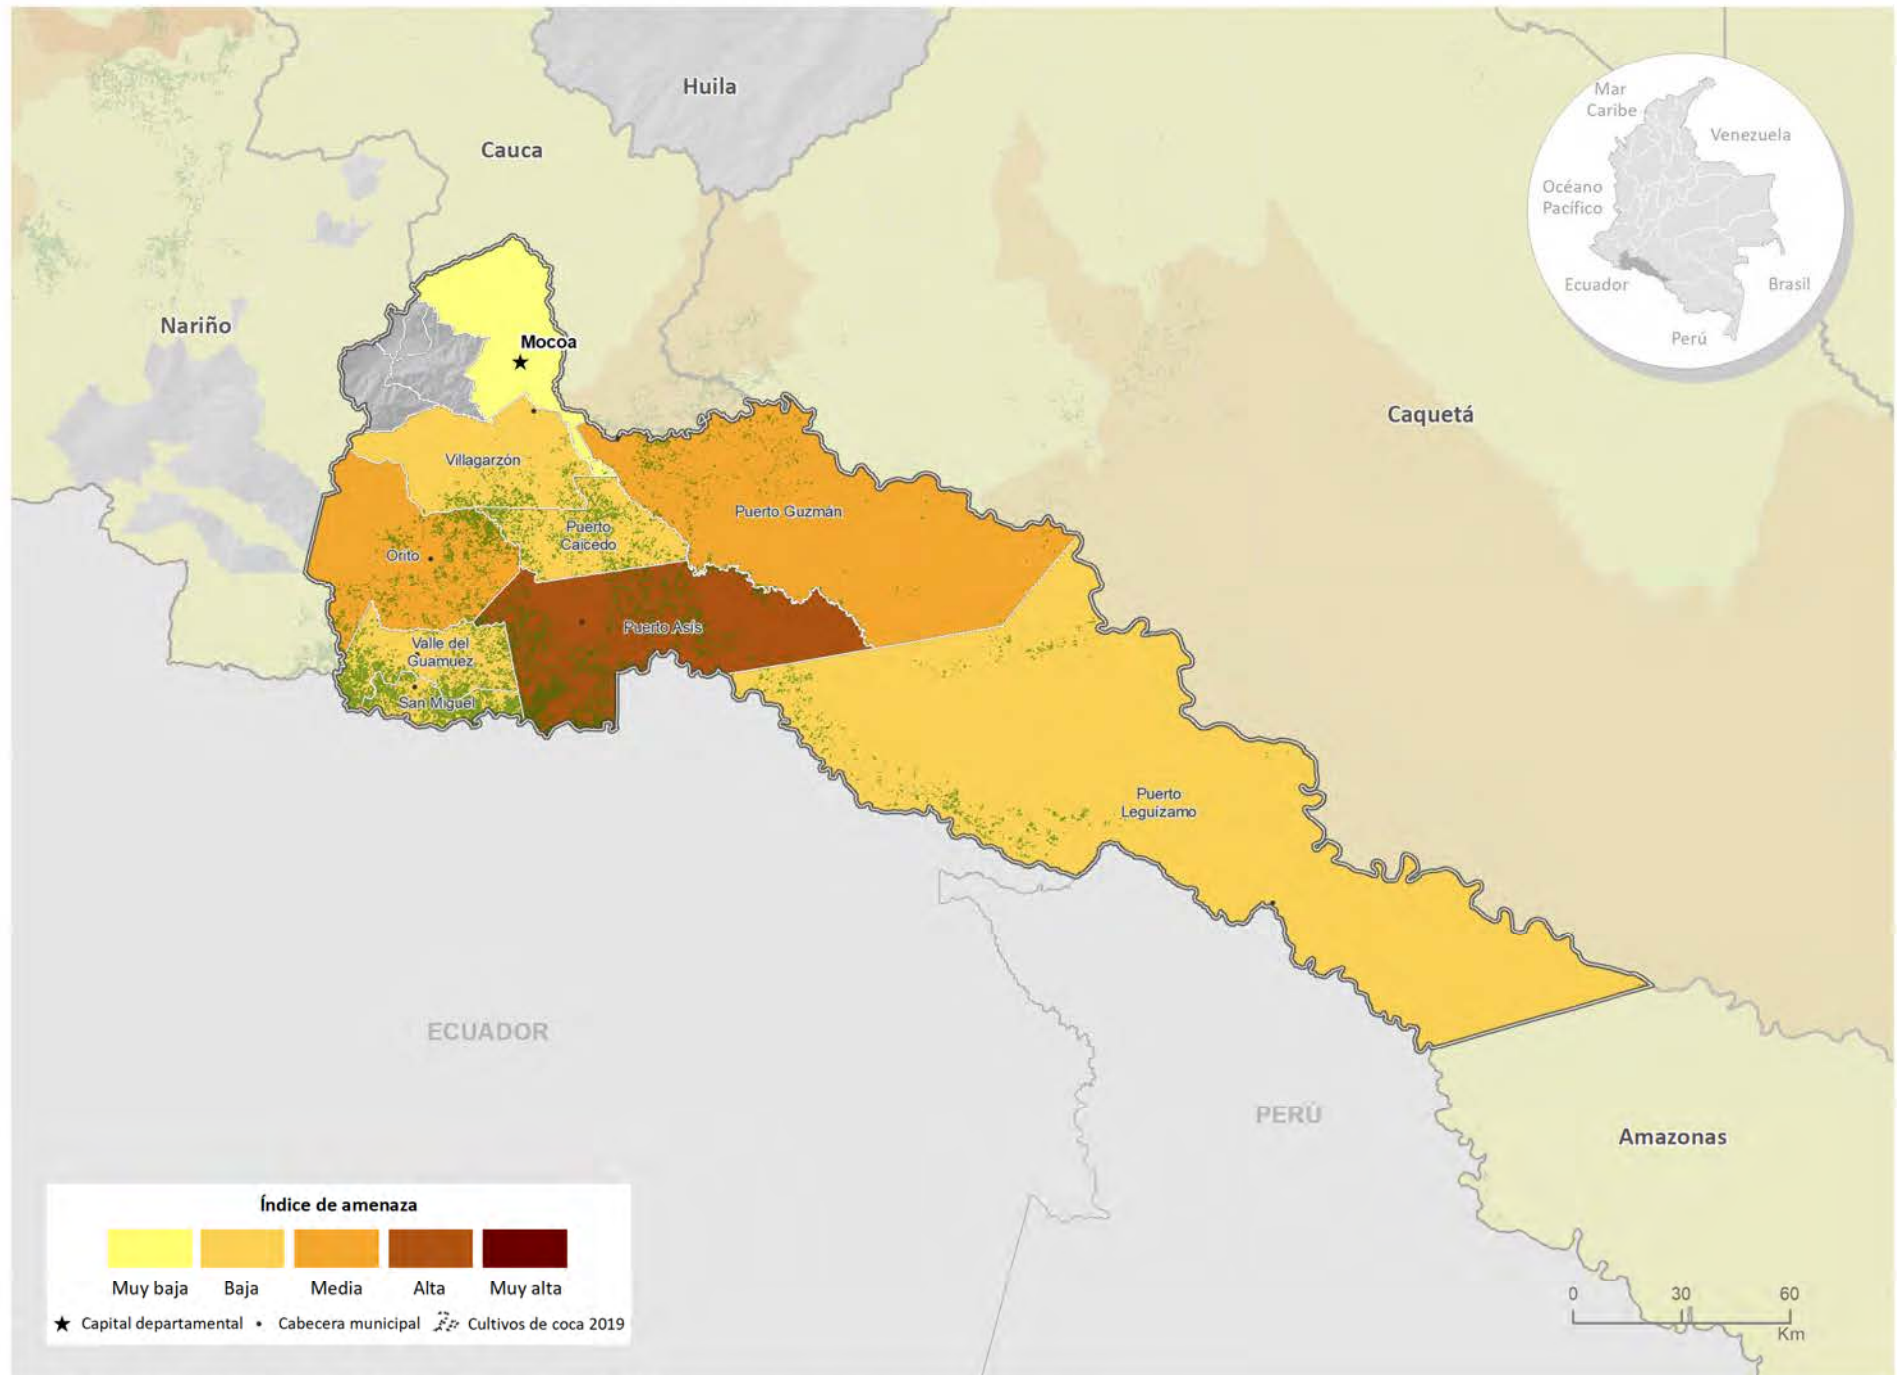 Huila
Mar
Caribe
Venezuela
Cauca
Océano
Pacífico
Ecuador
Brasil
Perú
Nariño
Mocoa
Caquetá
Villagarzón
Puerto Guzmán
Puerto
Caicedo
Orito
Puerto Asís
Valle del
Guamuez
San Miguel
Puerto
Leguízamo
ECUADOR
PERÚ
Amazonas
Índice de amenaza
Muy baja
Baja
Media
Alta
Muy alta
Capital departamental
Cabecera municipal
Cultivos de coca 2019
0 30 60
Km